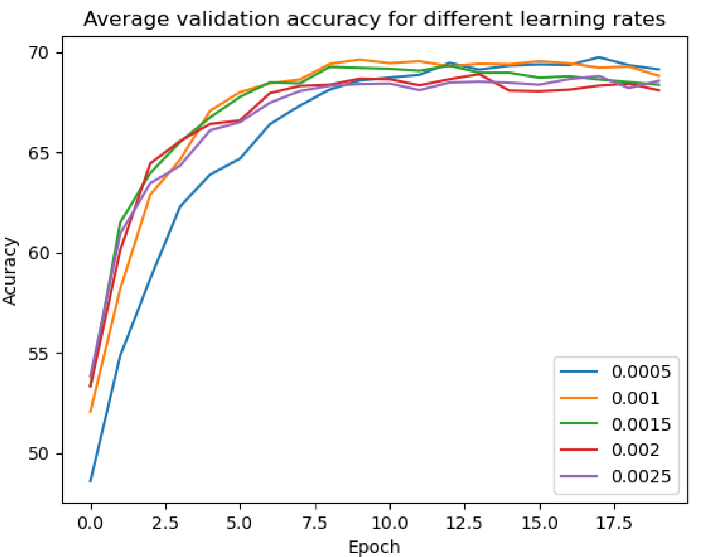 Average validation accuracy for different learning rates
70
65
60
55
50
Acuracy
0.0005
0.001
0.0015
0.002
0.0025
0.0 2.5 5.0 7.5 10.0 12.5 15.0 17.5
Epoch